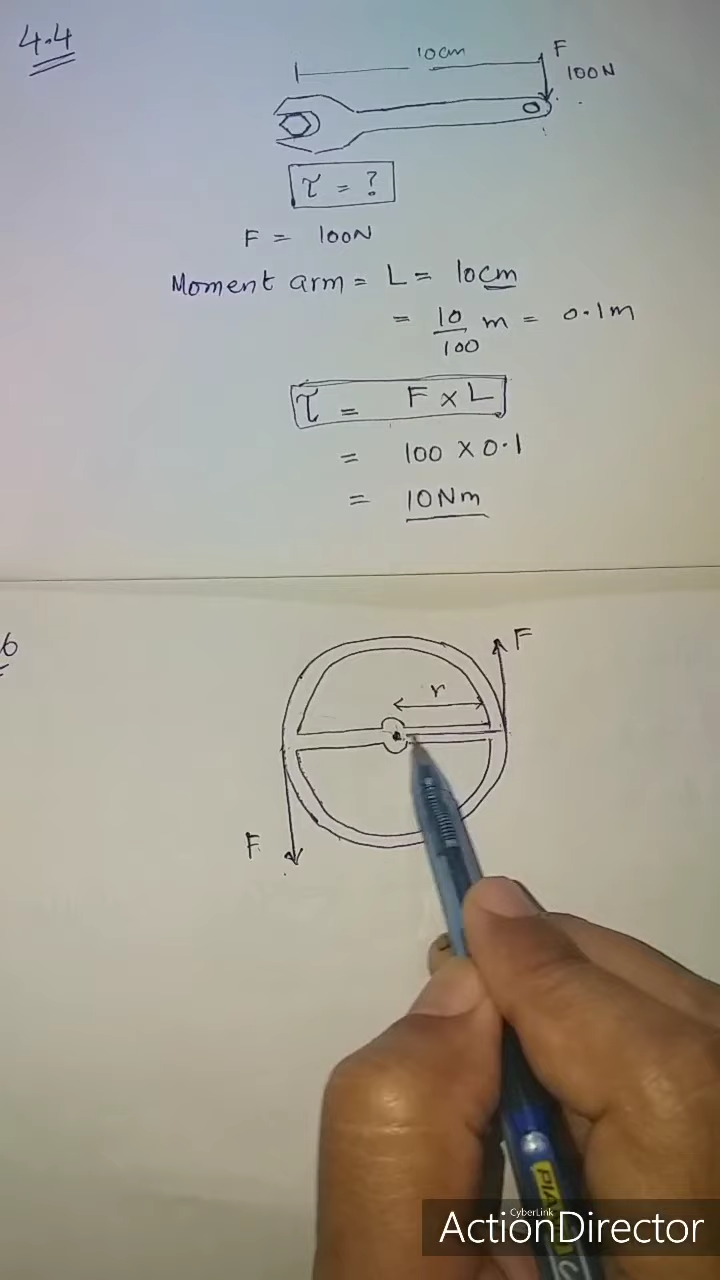 4.4
10cm
F
100N
τ = ?
F = 100N
Moment arm = L = 10cm
= 10/100 m = 0.1m
τ = F × L
= 100 × 0.1
= 10Nm
6
F
r
F
CyberLink
ActionDirector